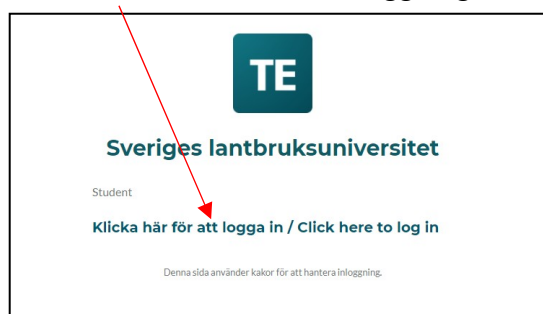 TE
Sveriges lantbruksuniversitet
Student
Klicka här för att logga in / Click here to log in
Denna sida använder kakor för att hantera inloggning.